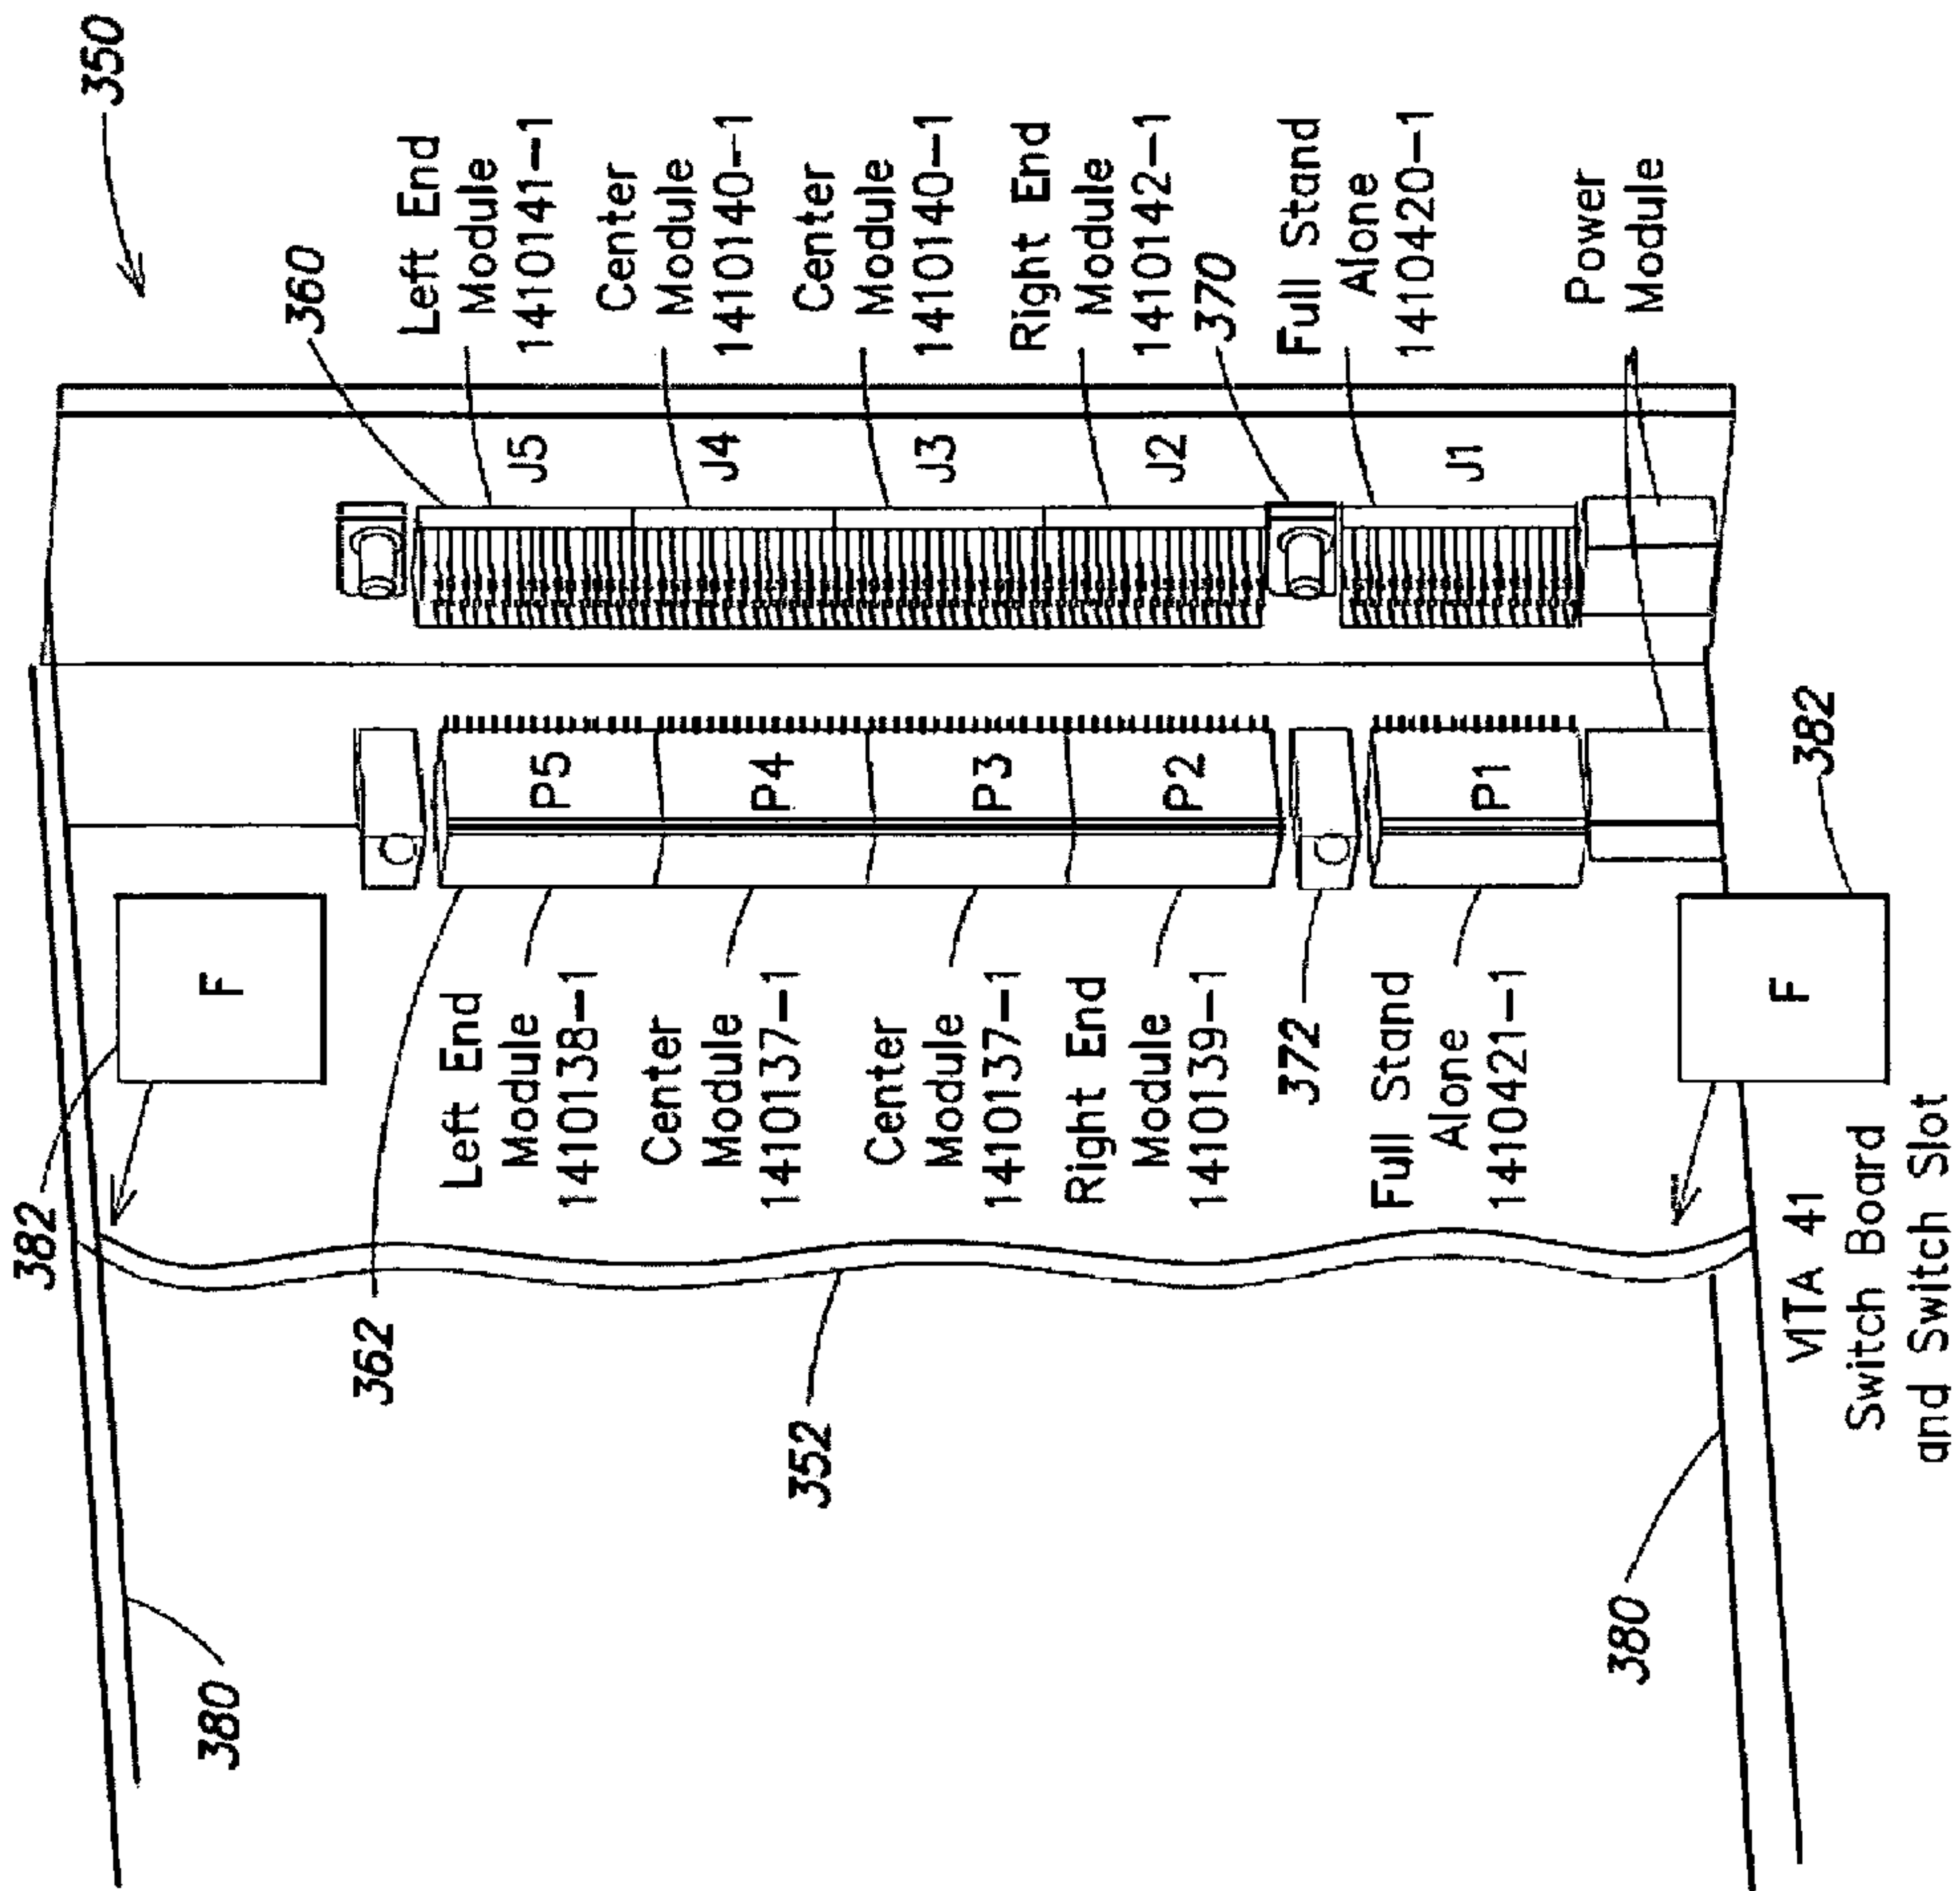 350
360
Left End
Module
1410141-1
Center
Module
1410140-1
Center
Module
1410140-1
Right End
Module
1410142-1
370
Full Stand
Alone
1410420-1
Power
Module
J5
J4
J3
J2
J1
P5
P4
P3
P2
P1
382
F
F
382
Left End
Module
1410138-1
Center
Module
1410137-1
Center
Module
1410137-1
Right End
Module
1410139-1
372
Full Stand
Alone
1410421-1
362
352
380
380
VITA 41
Switch Board
and Switch Slot